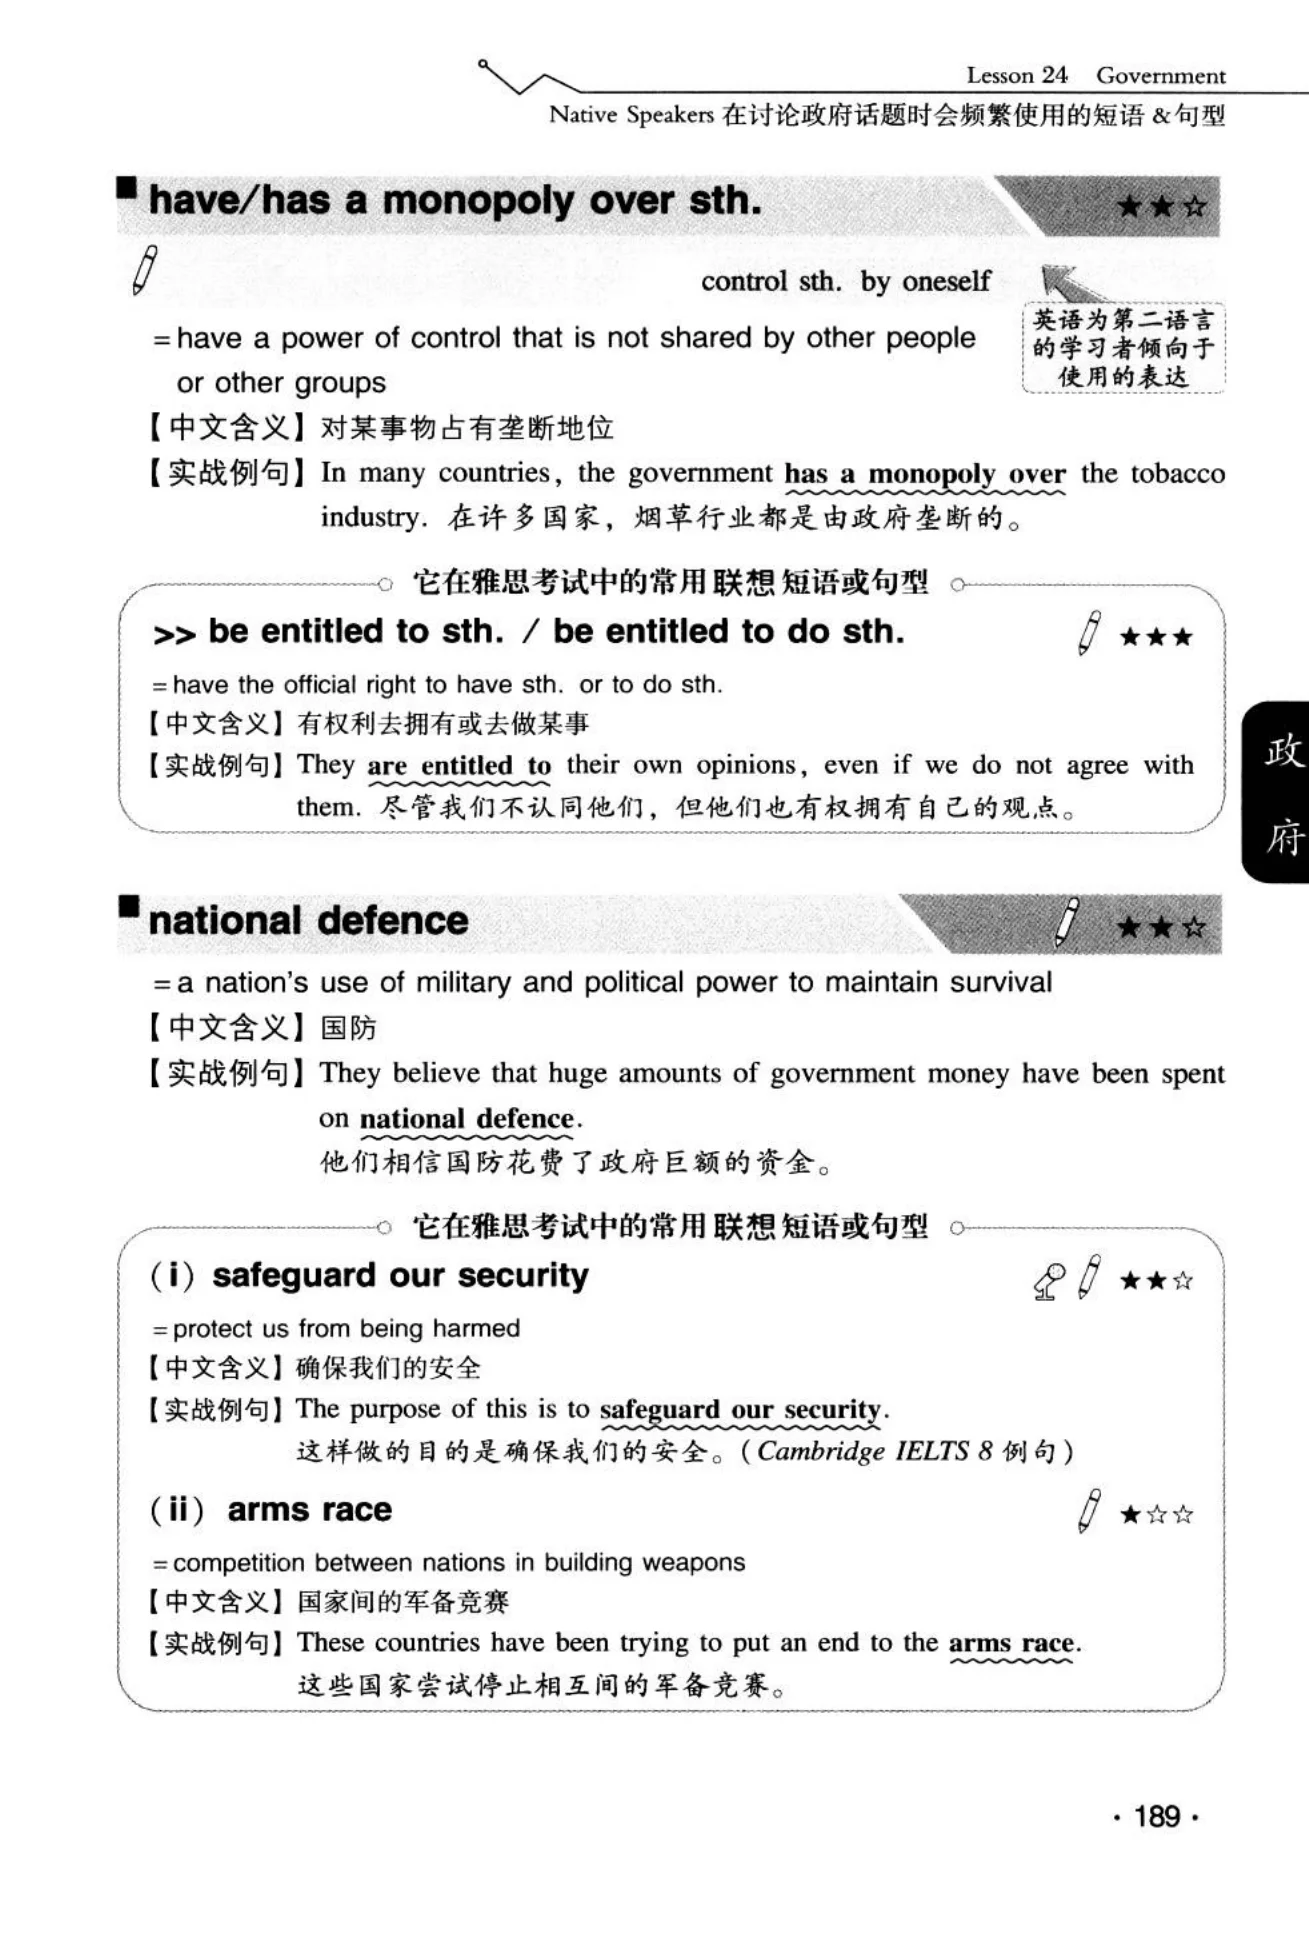 Lesson 24 Government
Native Speakers 在讨论政府话题时会频繁使用的短语 & 句型
■ have/has a monopoly over sth. ★★☆
control sth. by oneself
英语为第二语言
的学习者倾向于
使用的表达
= have a power of control that is not shared by other people
or other groups
【中文含义】对某事物占有垄断地位
【实战例句】In many countries, the government has a monopoly over the tobacco
industry. 在许多国家，烟草行业都是由政府垄断的。
它在雅思考试中的常用联想短语或句型
>> be entitled to sth. / be entitled to do sth. ★★★
= have the official right to have sth. or to do sth.
【中文含义】有权利去拥有或去做某事
【实战例句】They are entitled to their own opinions, even if we do not agree with
them. 尽管我们不认同他们，但他们也有权拥有自己的观点。
政
府
■ national defence ★★☆
= a nation's use of military and political power to maintain survival
【中文含义】国防
【实战例句】They believe that huge amounts of government money have been spent
on national defence.
他们相信国防花费了政府巨额的资金。
它在雅思考试中的常用联想短语或句型
(i) safeguard our security ★★☆
= protect us from being harmed
【中文含义】确保我们的安全
【实战例句】The purpose of this is to safeguard our security.
这样做的目的是确保我们的安全。(Cambridge IELTS 8 例句)
(ii) arms race ★☆☆
= competition between nations in building weapons
【中文含义】国家间的军备竞赛
【实战例句】These countries have been trying to put an end to the arms race.
这些国家尝试停止相互间的军备竞赛。
· 189 ·